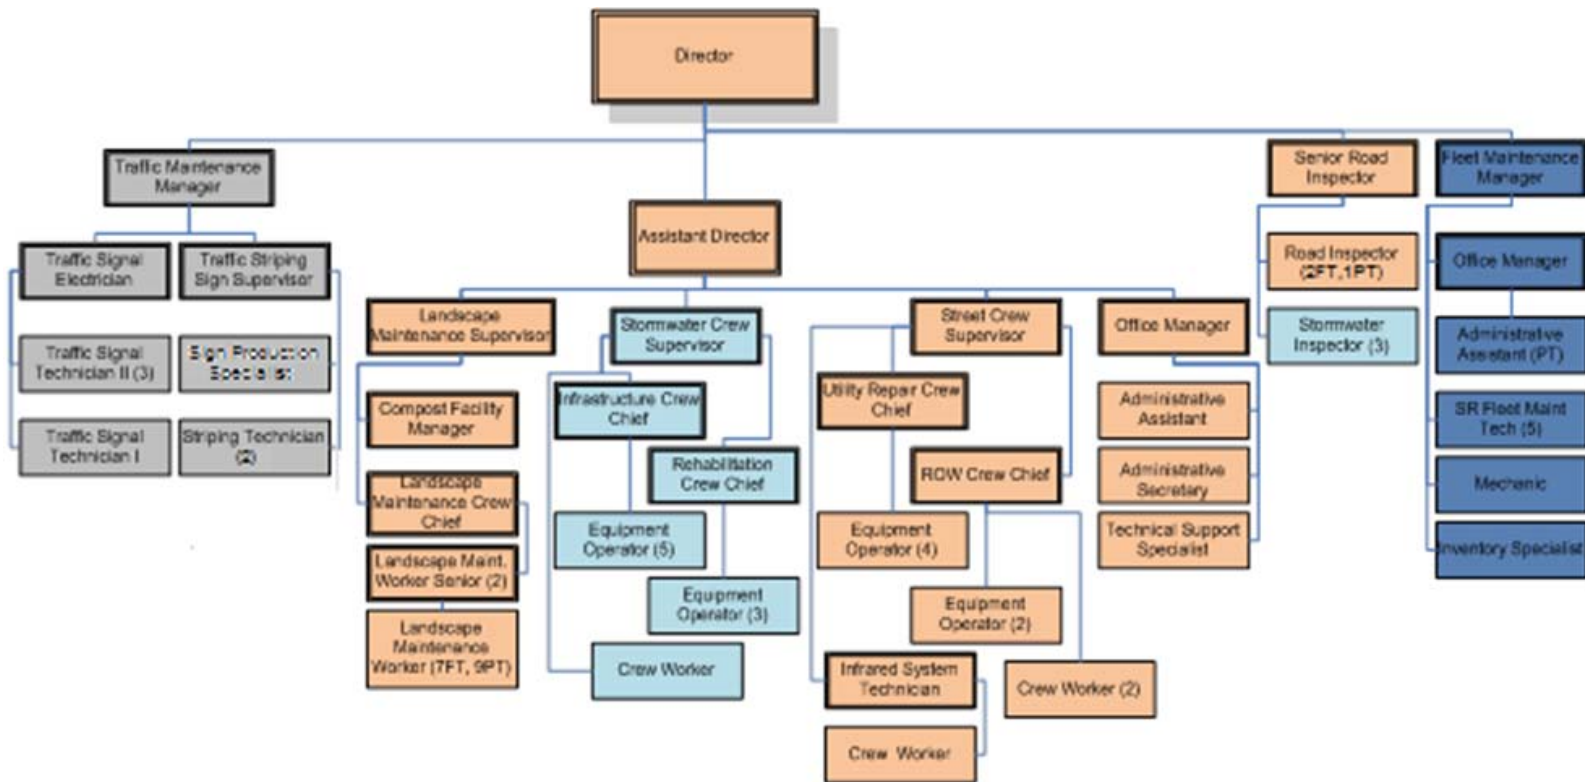 Director
Traffic Maintenance
Manager
Senior Road
Inspector
Fleet Maintenance
Manager
Assistant Director
Traffic Signal
Electrician
Traffic Striping
Sign Supervisor
Road Inspector
(2FT,1PT)
Office Manager
Landscape
Maintenance Supervisor
Stormwater Crew
Supervisor
Street Crew
Supervisor
Office Manager
Stormwater
Inspector (3)
Administrative
Assistant (PT)
Traffic Signal
Technician II (3)
Sign Production
Specialist
Compost Facility
Manager
Infrastructure Crew
Chief
Utility Repair Crew
Chief
Administrative
Assistant
SR Fleet Maint
Tech (5)
Traffic Signal
Technician I
Striping Technician
(2)
Landscape
Maintenance Crew
Chief
Rehabilitation
Crew Chief
ROW Crew Chief
Administrative
Secretary
Mechanic
Landscape Maint.
Worker Senior (2)
Equipment
Operator (5)
Equipment
Operator (4)
Technical Support
Specialist
Inventory Specialist
Landscape
Maintenance
Worker (7FT, 9PT)
Equipment
Operator (3)
Equipment
Operator (2)
Crew Worker
Infrared System
Technician
Crew Worker (2)
Crew Worker